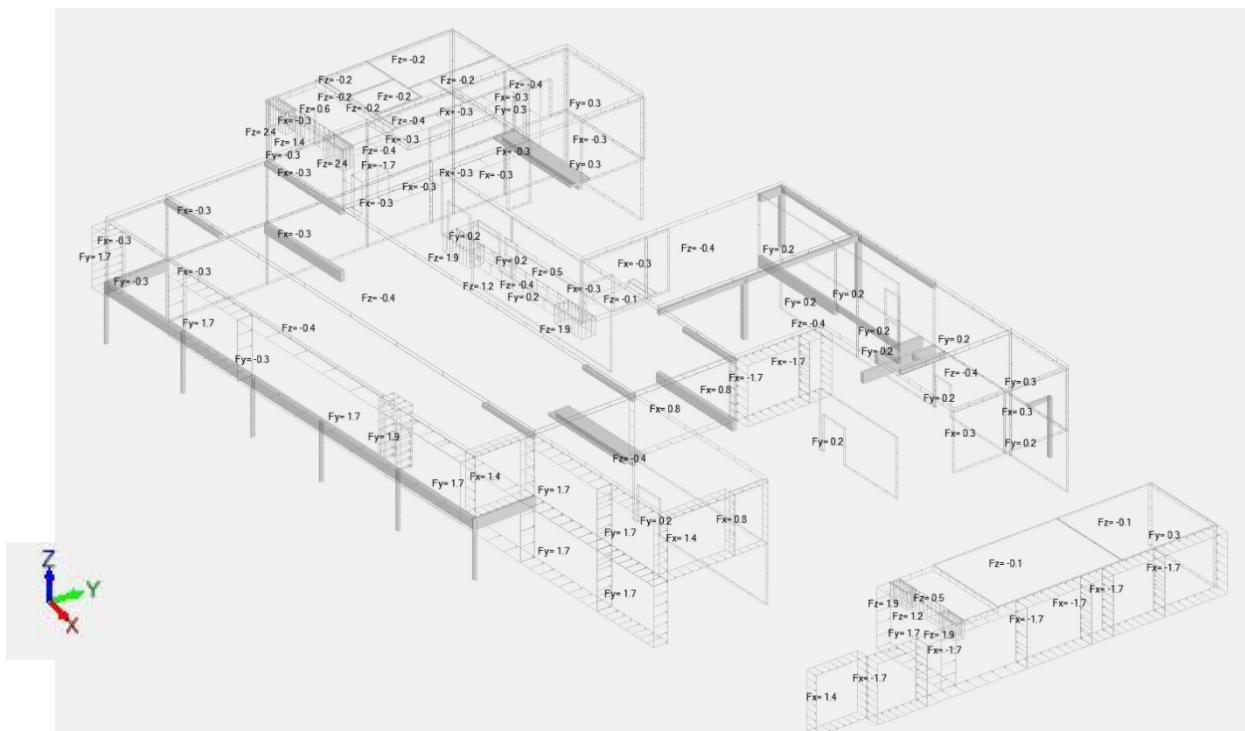 Fz= -0.2
Fz= -0.2
Fz= -0.2
Fz= -0.4
Fz= -0.2
Fz= -0.2
Fx= -0.3
Fy= 0.3
Fz= 0.6
Fz= -0.2
Fy= 0.3
Fx= -0.3
Fx= -0.3
Fz= -0.4
Fz= 2.4
Fz= 1.4
Fx= -0.3
Fx= -0.3
Fy= -0.3
Fz= -0.4
Fx= -0.3
Fz= 2.4
Fx= -1.7
Fy= 0.3
Fx= -0.3
Fx= -0.3
Fx= -0.3
Fx= -0.3
Fx= -0.3
Fx= -0.3
Fx= -0.3
Fx= -0.3
Fy= 0.2
Fz= -0.4
Fy= 0.2
Fy= 1.7
Fz= 1.9
Fy= 0.2
Fx= -0.3
Fy= -0.3
Fx= -0.3
Fz= 0.5
Fz= 1.2
Fz= -0.4
Fx= -0.3
Fy= 0.2
Fz= -0.4
Fy= 0.2
Fz= -0.1
Fy= 0.2
Fy= 0.2
Fy= 1.7
Fz= -0.4
Fz= 1.9
Fz= -0.4
Fy= 0.2
Fy= 0.2
Fy= 0.2
Fy= -0.3
Fx= -1.7
Fz= -0.4
Fx= -1.7
Fx= 0.8
Fy= 0.3
Fy= 0.2
Fx= 0.8
Fx= 0.3
Fy= 1.7
Fy= 1.9
Fx= 0.3
Fy= 0.2
Fy= 0.2
Fz= -0.4
Fx= 1.4
Fy= 1.7
Fy= 1.7
Fy= 0.2
Fx= 0.8
Fz= -0.1
Fy= 1.7
Fx= 1.4
Fy= 0.3
Fy= 1.7
Fz= -0.1
Fx= -1.7
Z
Y
X
Fy= 1.7
Fx= -1.7
Fz= 0.5
Fz= 1.9
Fx= -1.7
Fz= 1.2
Fx= -1.7
Fy= 1.7
Fz= 1.9
Fx= -1.7
Fx= -1.7
Fx= 1.4